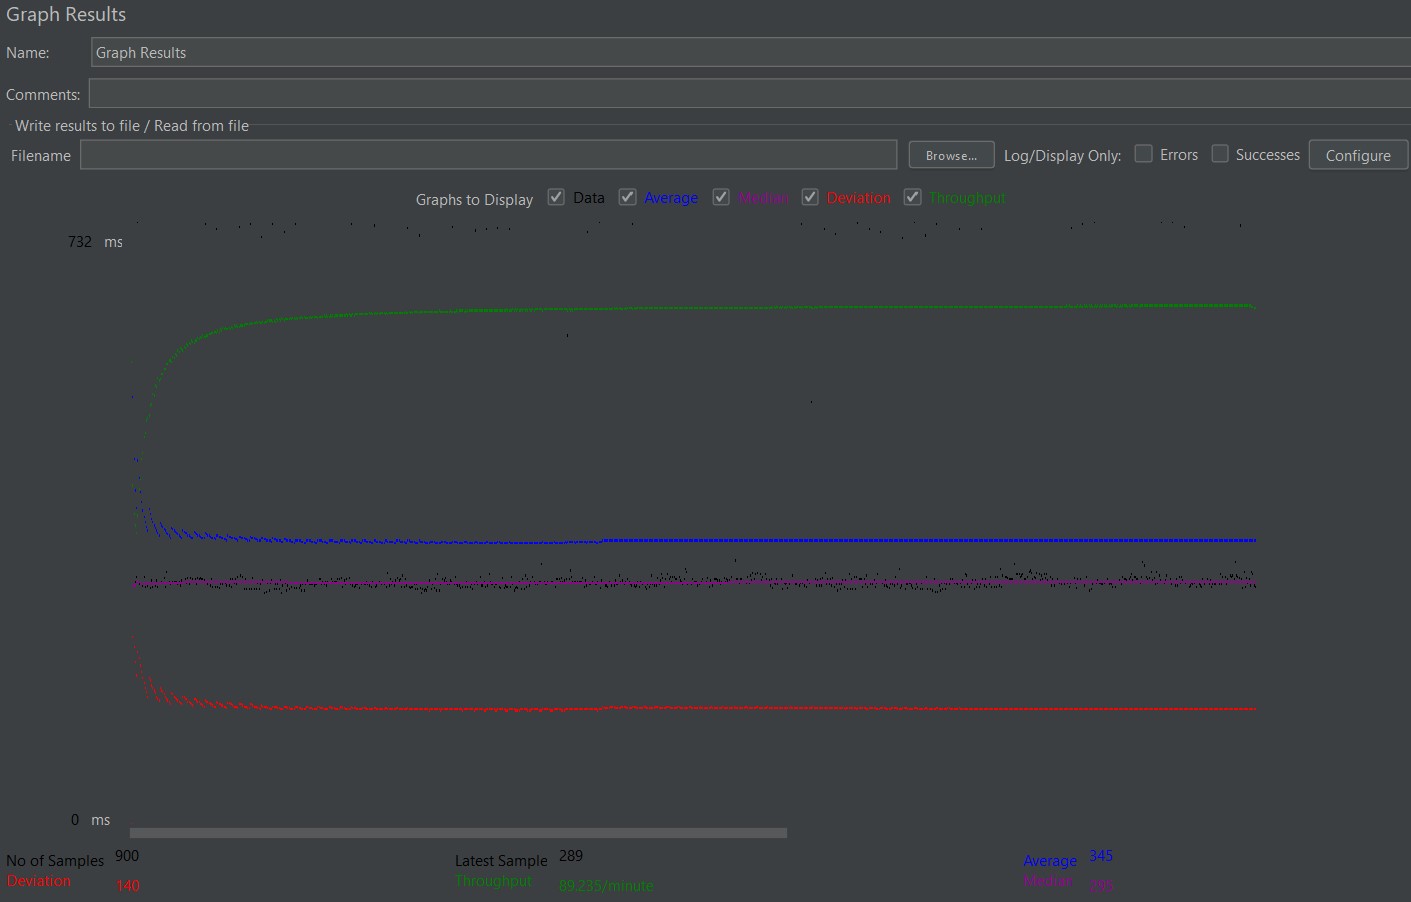 Graph Results
Name: Graph Results
Comments:
Write results to file / Read from file
Filename Browse... Log/Display Only: Errors Successes Configure
Graphs to Display Data Average Median Deviation Throughput
732 ms
0 ms
No of Samples 900 Latest Sample 289 Average 345
Deviation 140 Throughput 89.235/minute Median